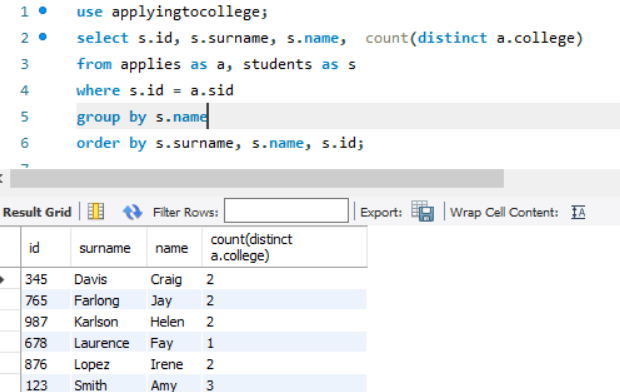 1 use applyingtocollege;
2 select s.id, s.surname, s.name,  count(distinct a.college)
3 from applies as a, students as s
4 where s.id = a.sid
5 group by s.name
6 order by s.surname, s.name, s.id;
7
Result Grid Filter Rows: Export: Wrap Cell Content: IA
id surname name count(distinct
a.college)
345 Davis Craig 2
765 Farlong Jay 2
987 Karlson Helen 2
678 Laurence Fay 1
876 Lopez Irene 2
123 Smith Amy 3